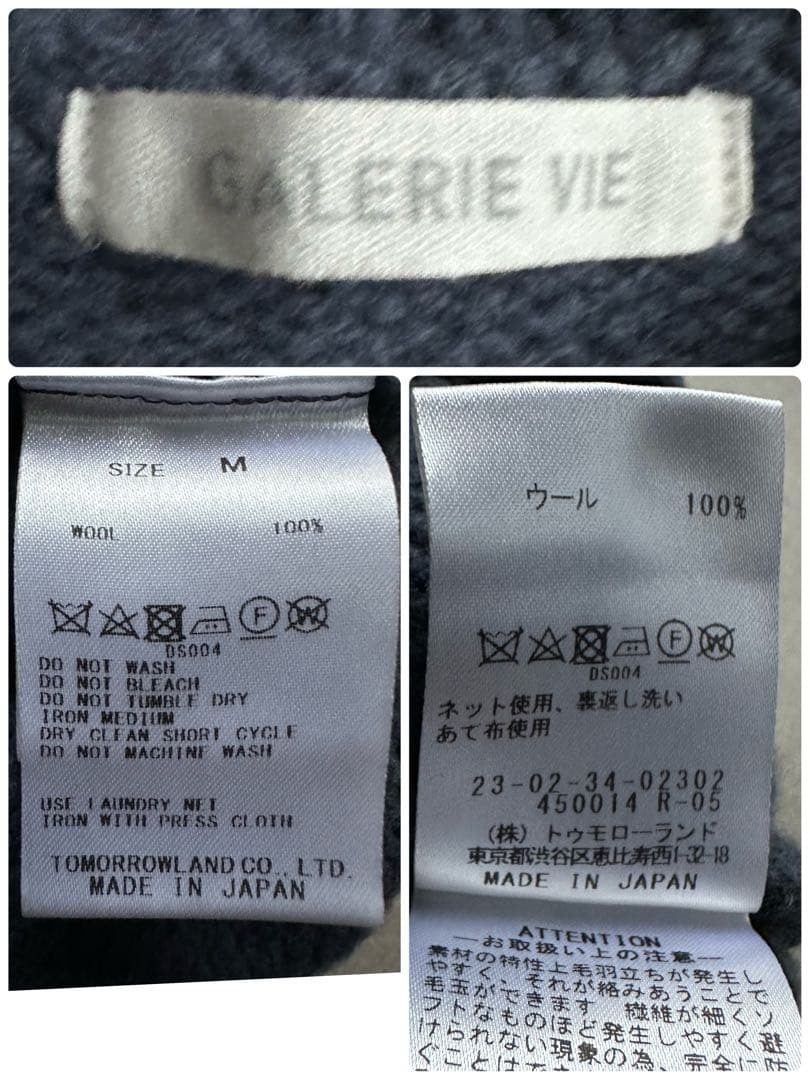 GALERIE VIE
SIZE M
WOOL 100%
DS004
DO NOT WASH
DO NOT BLEACH
DO NOT TUMBLE DRY
IRON MEDIUM
DRY CLEAN SHORT CYCLE
DO NOT MACHINE WASH
USE LAUNDRY NET
IRON WITH PRESS CLOTH
TOMORROWLAND CO., LTD.
MADE IN JAPAN
ウール 100%
F W
DS004
ネット使用、裏返し洗い
あて布使用
23-02-34-02302
450014 R-05
(株)トゥモローランド
東京都渋谷区恵比寿西1-32-18
MADE IN JAPAN
ATTENTION
―お取扱い上の注意―
素材の特性上毛羽立ちが発生し
やすく、それが絡みあうことで
毛玉ができます 繊維が細くソ
フトなものほど発生しやすく避
けられない現象の為、完全に防
ぐことはでき